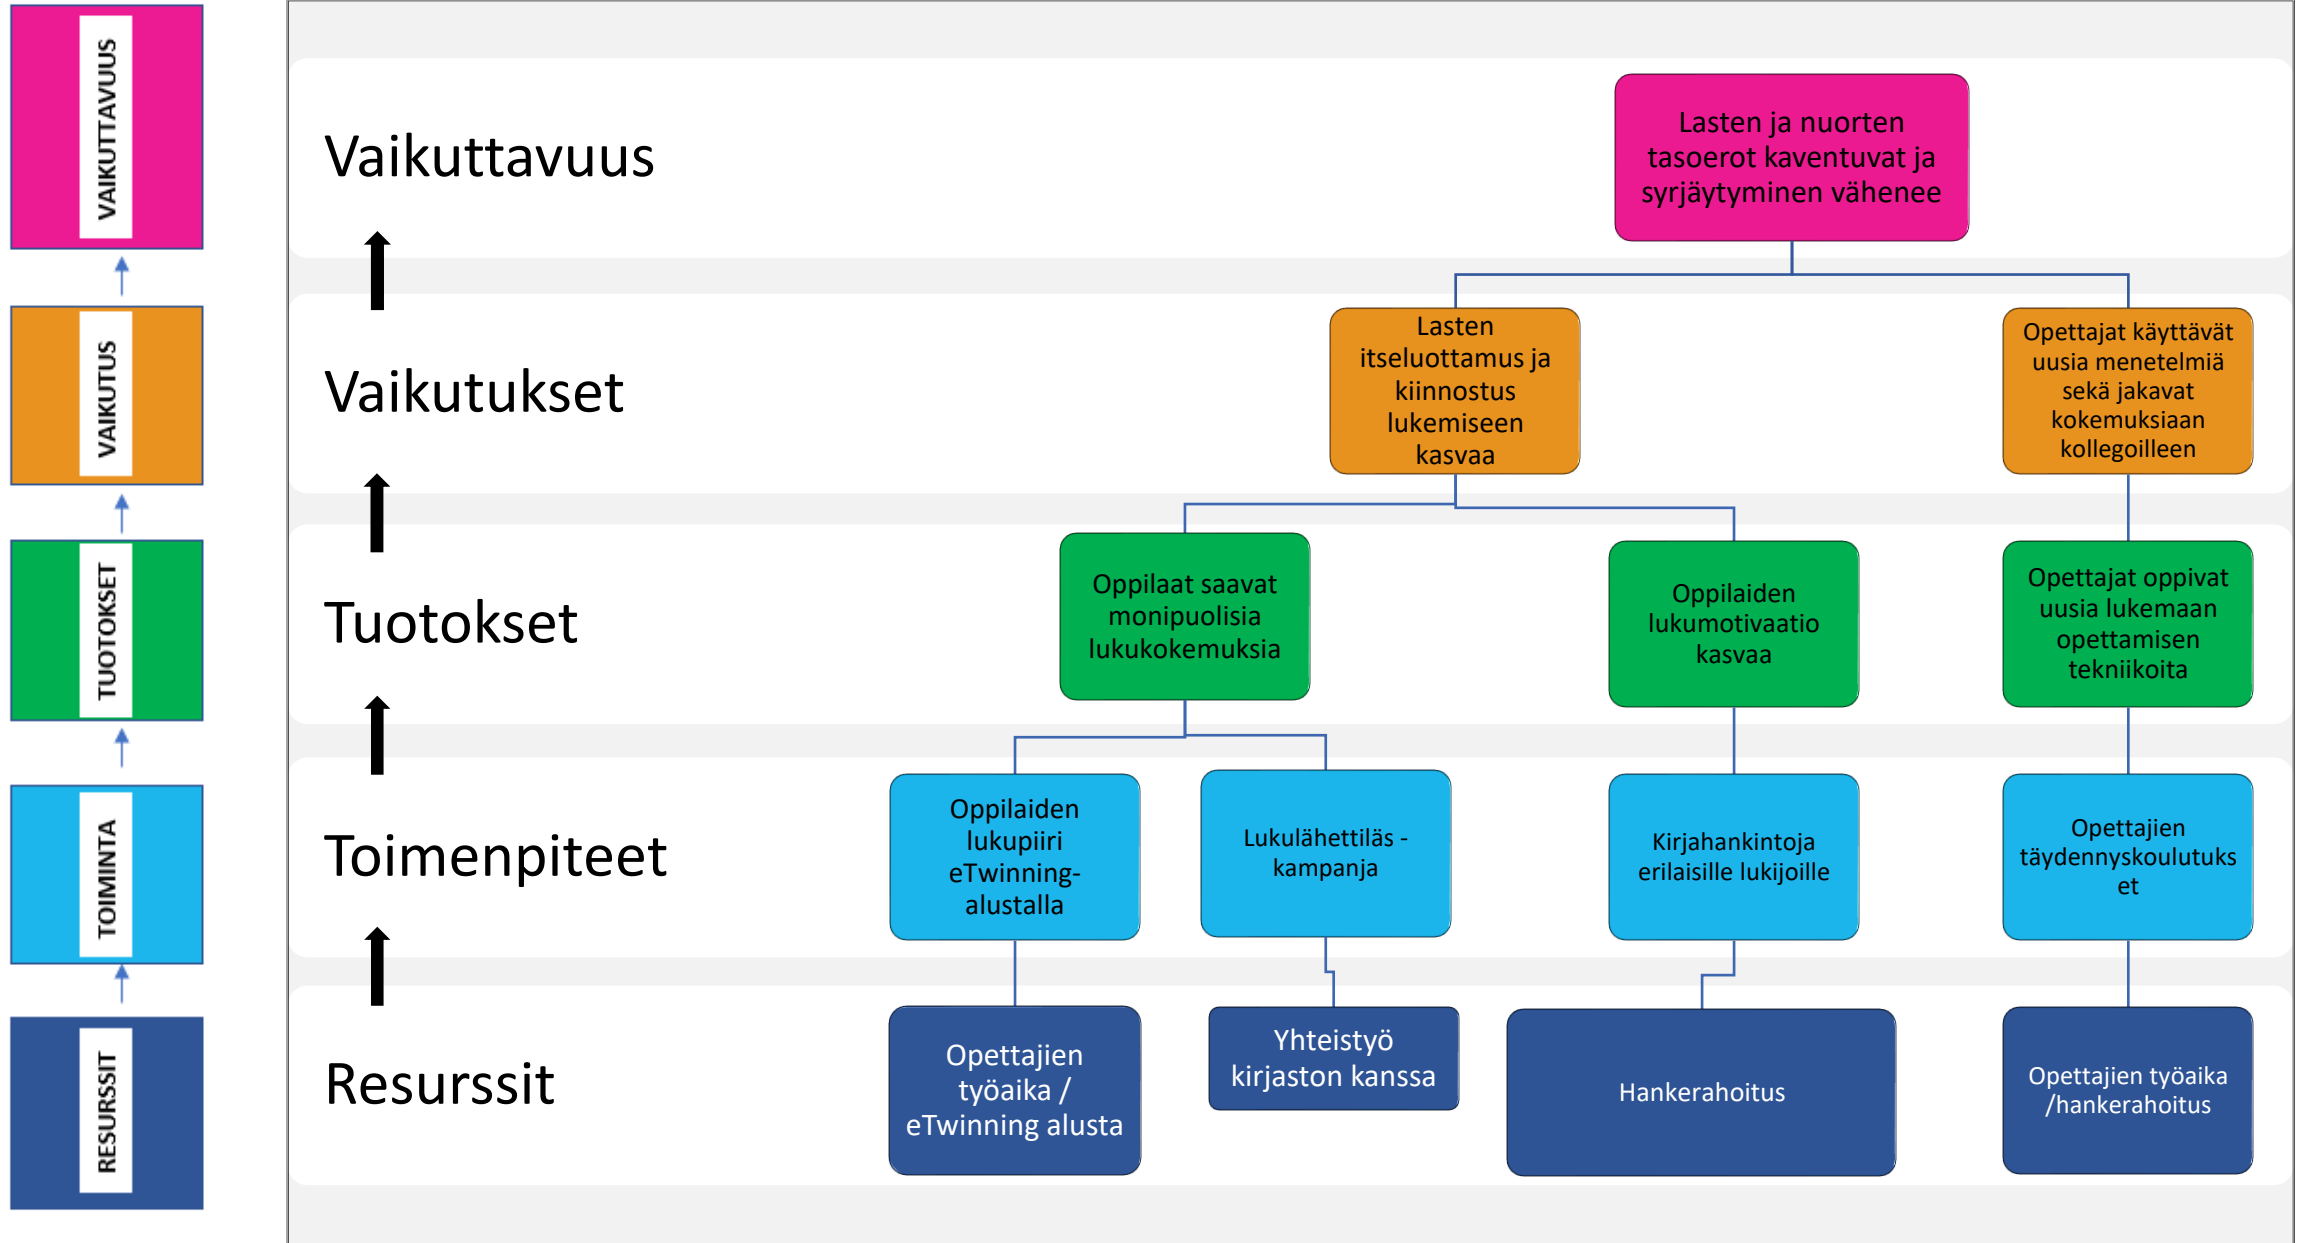 VAIKUTTAVUUS
VAIKUTUS
TUOTOKSET
TOIMINTA
RESURSSIT
Vaikuttavuus
Lasten ja nuorten
tasoerot kaventuvat ja
syrjäytyminen vähenee
Vaikutukset
Lasten
itseluottamus ja
kiinnostus
lukemiseen
kasvaa
Opettajat käyttävät
uusia menetelmiä
sekä jakavat
kokemuksiaan
kollegoilleen
Tuotokset
Oppilaat saavat
monipuolisia
lukukokemuksia
Oppilaiden
lukumotivaatio
kasvaa
Opettajat oppivat
uusia lukemaan
opettamisen
tekniikoita
Toimenpiteet
Oppilaiden
lukupiiri
eTwinning-
alustalla
Lukulähettiläs -
kampanja
Kirjahankintoja
erilaisille lukijoille
Opettajien
täydennyskoulutuks
et
Resurssit
Opettajien
työaika /
eTwinning alusta
Yhteistyö
kirjaston kanssa
Hankerahoitus
Opettajien työaika
/hankerahoitus